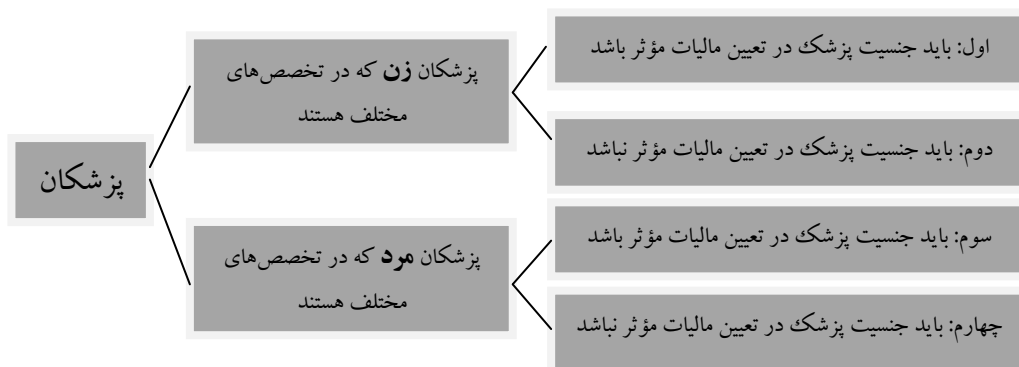 پزشکان
پزشکان زن که در تخصص‌های
مختلف هستند
اول: باید جنسیت پزشک در تعیین مالیات مؤثر باشد
دوم: باید جنسیت پزشک در تعیین مالیات مؤثر نباشد
پزشکان مرد که در تخصص‌های
مختلف هستند
سوم: باید جنسیت پزشک در تعیین مالیات مؤثر باشد
چهارم: باید جنسیت پزشک در تعیین مالیات مؤثر نباشد